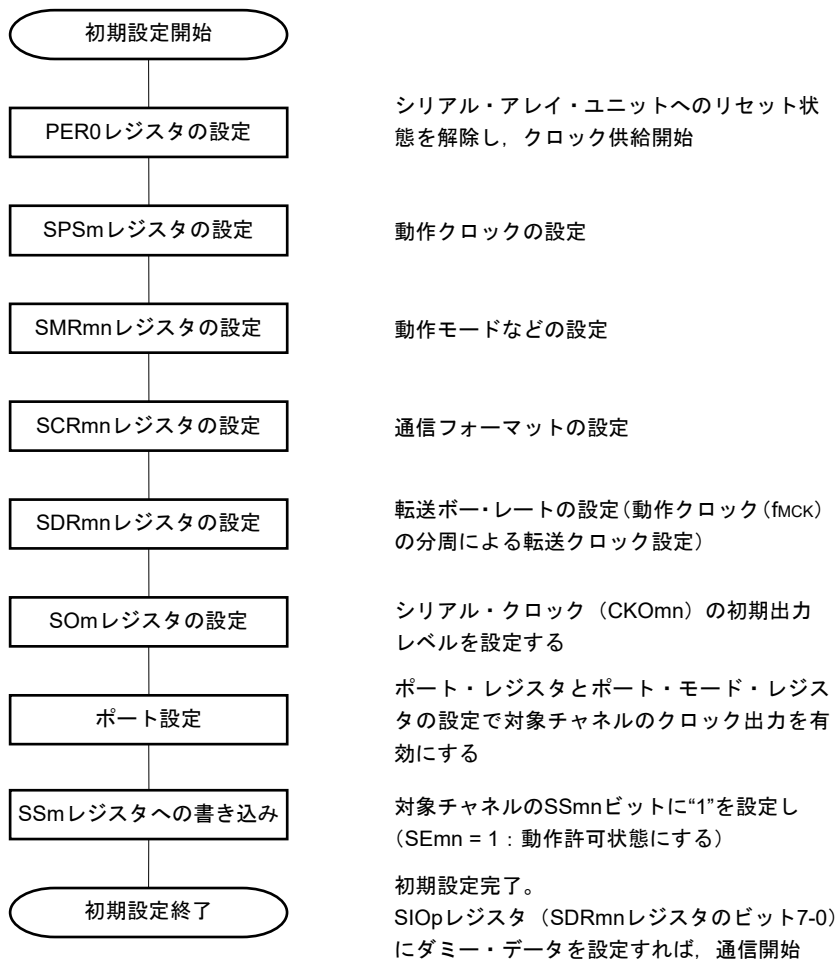 初期設定開始
PER0レジスタの設定
シリアル・アレイ・ユニットへのリセット状
態を解除し，クロック供給開始
SPSmレジスタの設定
動作クロックの設定
SMRmnレジスタの設定
動作モードなどの設定
SCRmnレジスタの設定
通信フォーマットの設定
SDRmnレジスタの設定
転送ボー・レートの設定（動作クロック（fMCK）
の分周による転送クロック設定）
SOmレジスタの設定
シリアル・クロック（CKOmn）の初期出力
レベルを設定する
ポート設定
ポート・レジスタとポート・モード・レジス
タの設定で対象チャネルのクロック出力を有
効にする
SSmレジスタへの書き込み
対象チャネルのSSmnビットに“1”を設定し
（SEmn = 1：動作許可状態にする）
初期設定終了
初期設定完了。
SIOpレジスタ（SDRmnレジスタのビット7-0）
にダミー・データを設定すれば，通信開始